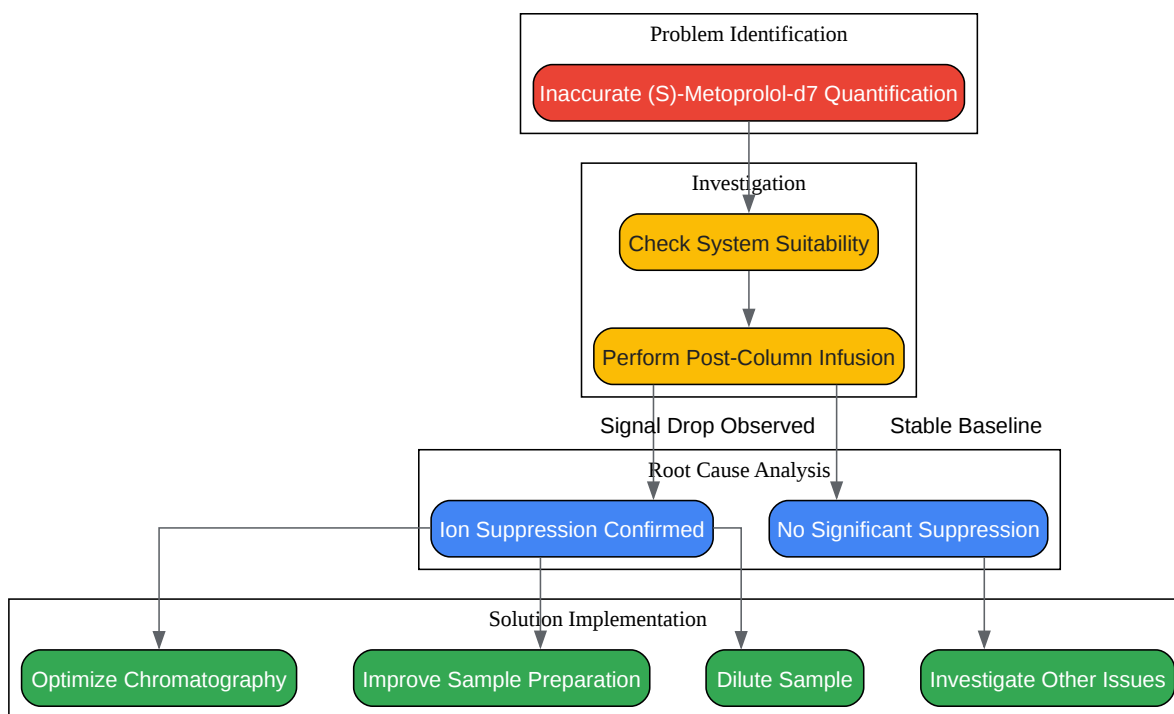 Problem Identification
Inaccurate (S)-Metoprolol-d7 Quantification
Investigation
Check System Suitability
Perform Post-Column Infusion
Signal Drop Observed
Stable Baseline
Root Cause Analysis
Ion Suppression Confirmed
No Significant Suppression
Solution Implementation
Optimize Chromatography
Improve Sample Preparation
Dilute Sample
Investigate Other Issues